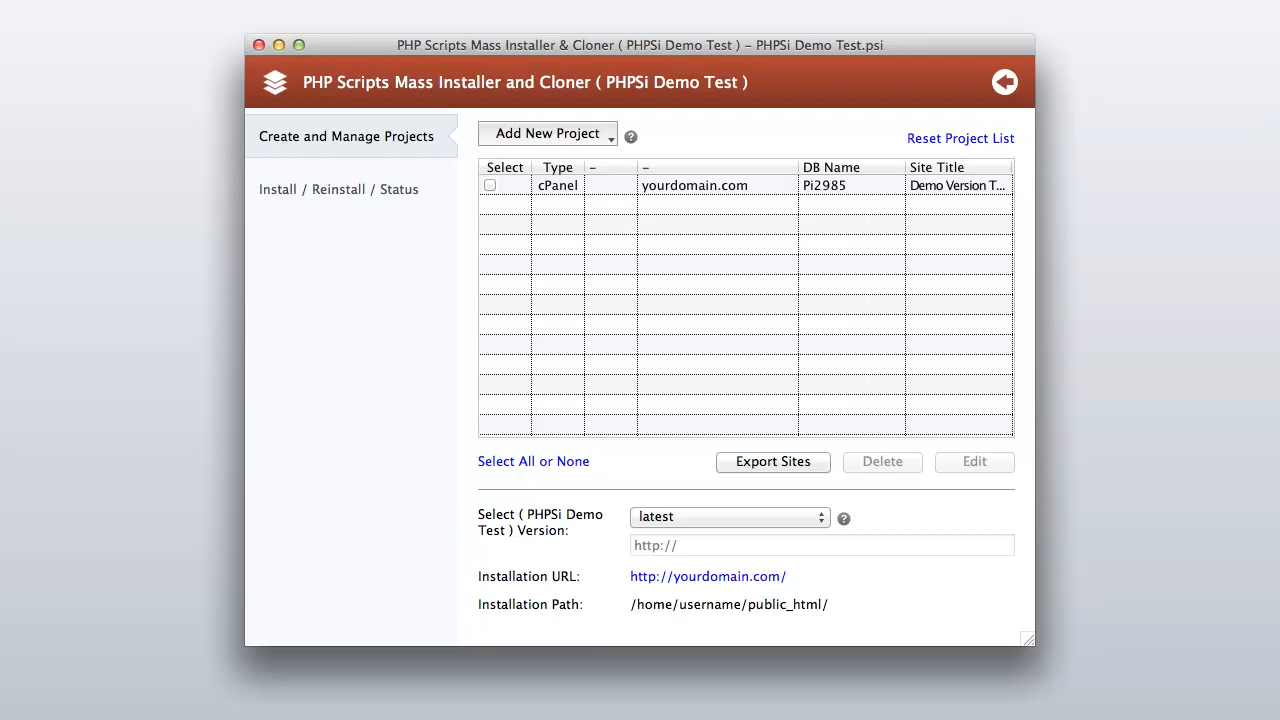 PHP Scripts Mass Installer & Cloner ( PHPSi Demo Test ) – PHPSi Demo Test.psi
PHP Scripts Mass Installer and Cloner ( PHPSi Demo Test )
Create and Manage Projects
Install / Reinstall / Status
Add New Project ?
Reset Project List
Select Type – – DB Name Site Title
cPanel yourdomain.com Pi2985 Demo Version T...
Select All or None Export Sites Delete Edit
Select ( PHPSi Demo
Test ) Version:
latest ?
http://
Installation URL: http://yourdomain.com/
Installation Path: /home/username/public_html/